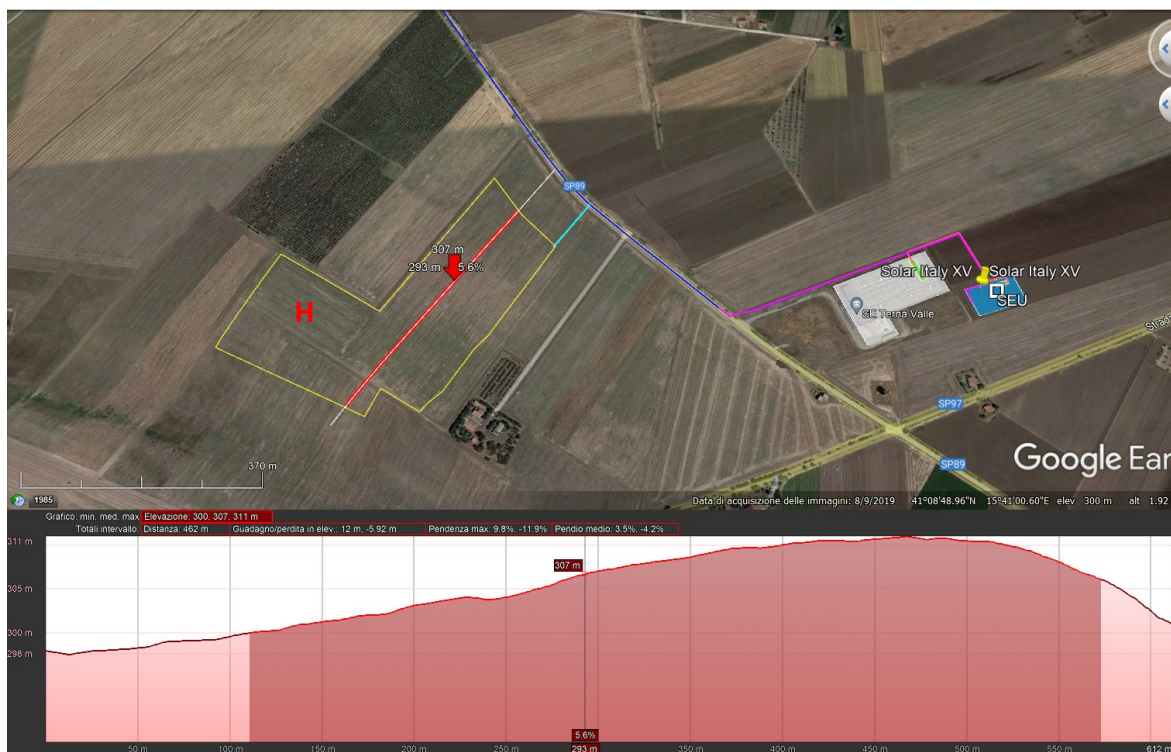 SP89
307 m
293 m 5.6%
H
Solar Italy XV
Solar Italy XV
SEU
SE Terna Valle
SP97
370 m
SP89
Google Ear
1985
Data di acquisizione delle immagini: 8/9/2019 41°08'48.96"N 15°41'00.60"E elev 300 m alt 1.92
Grafico: min, med, max Elevazione: 300, 307, 311 m
Totali intervallo: Distanza: 462 m Guadagno/perdita in elev.: 12 m, -5.92 m Pendenza max: 9.8%, -11.9% Pendio medio: 3.5%, -4.2%
311 m
307 m
305 m
300 m
298 m
5.6%
50 m 100 m 150 m 200 m 250 m 293 m 350 m 400 m 450 m 500 m 550 m 612 m